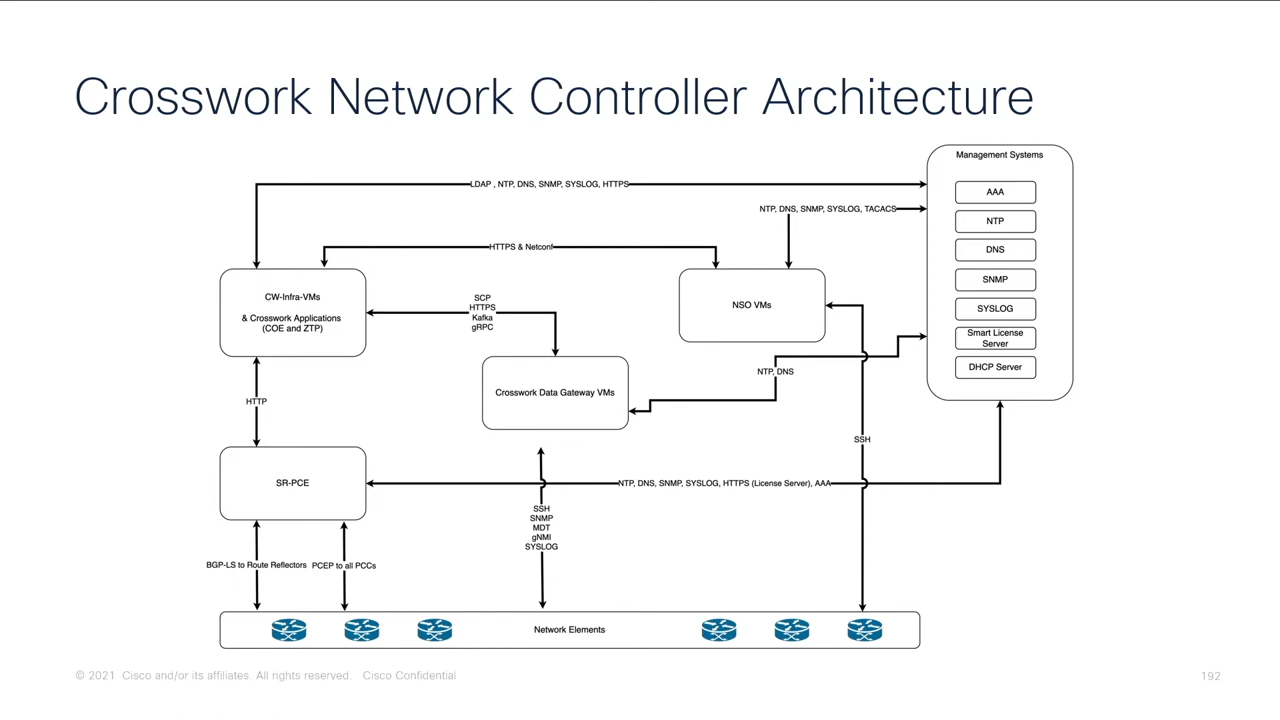 Crosswork Network Controller Architecture
Management Systems
LDAP , NTP, DNS, SNMP, SYSLOG, HTTPS
AAA
NTP, DNS, SNMP, SYSLOG, TACACS
NTP
HTTPS & Netconf
DNS
SNMP
CW-Infra-VMs
& Crosswork Applications
(COE and ZTP)
SCP
HTTPS
Kafka
gRPC
NSO VMs
SYSLOG
Smart License
Server
DHCP Server
NTP, DNS
Crosswork Data Gateway VMs
HTTP
SSH
SR-PCE
NTP, DNS, SNMP, SYSLOG, HTTPS (License Server), AAA
SSH
SNMP
MDT
gNMI
SYSLOG
BGP-LS to Route Reflectors
PCEP to all PCCs
Network Elements
© 2021 Cisco and/or its affiliates. All rights reserved. Cisco Confidential
192